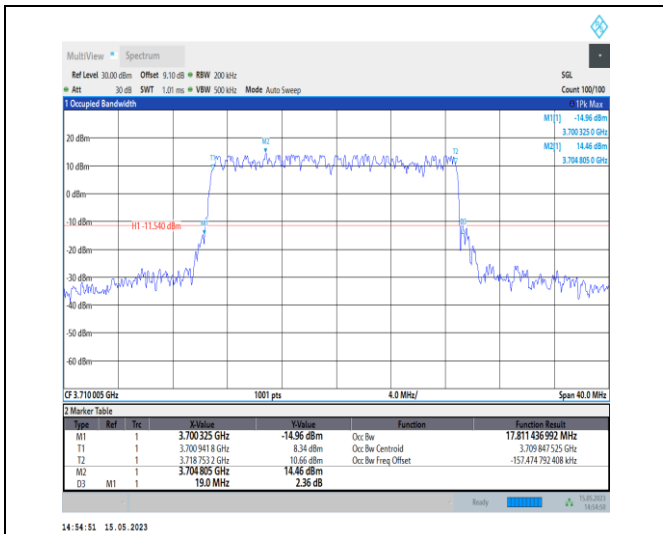 MultiView Spectrum
Ref Level 30.00 dBm Offset 9.10 dB RBW 200 kHz SGL
Att 30 dB SWT 1.01 ms VBW 500 kHz Mode Auto Sweep Count 100/100
1 Occupied Bandwidth 1Pk Max
M1[1] -14.96 dBm
3.700 325 0 GHz
M2[1] 14.46 dBm
3.704 805 0 GHz
M2
T1
T2
20 dBm
10 dBm
0 dBm
-10 dBm
H1 -11.540 dBm
M1
D3
-20 dBm
-30 dBm
-40 dBm
-50 dBm
-60 dBm
CF 3.710 005 GHz 1001 pts 4.0 MHz/ Span 40.0 MHz
2 Marker Table
Type Ref Trc X-Value Y-Value Function Function Result
M1 1 3.700 325 GHz -14.96 dBm Occ Bw 17.811 436 992 MHz
T1 1 3.700 941 8 GHz 8.34 dBm Occ Bw Centroid 3.709 847 525 GHz
T2 1 3.718 753 2 GHz 10.66 dBm Occ Bw Freq Offset -157.474 792 408 kHz
M2 1 3.704 805 GHz 14.46 dBm
D3 M1 1 19.0 MHz 2.36 dB
Ready 15.05.2023
14:54:50
14:54:51 15.05.2023